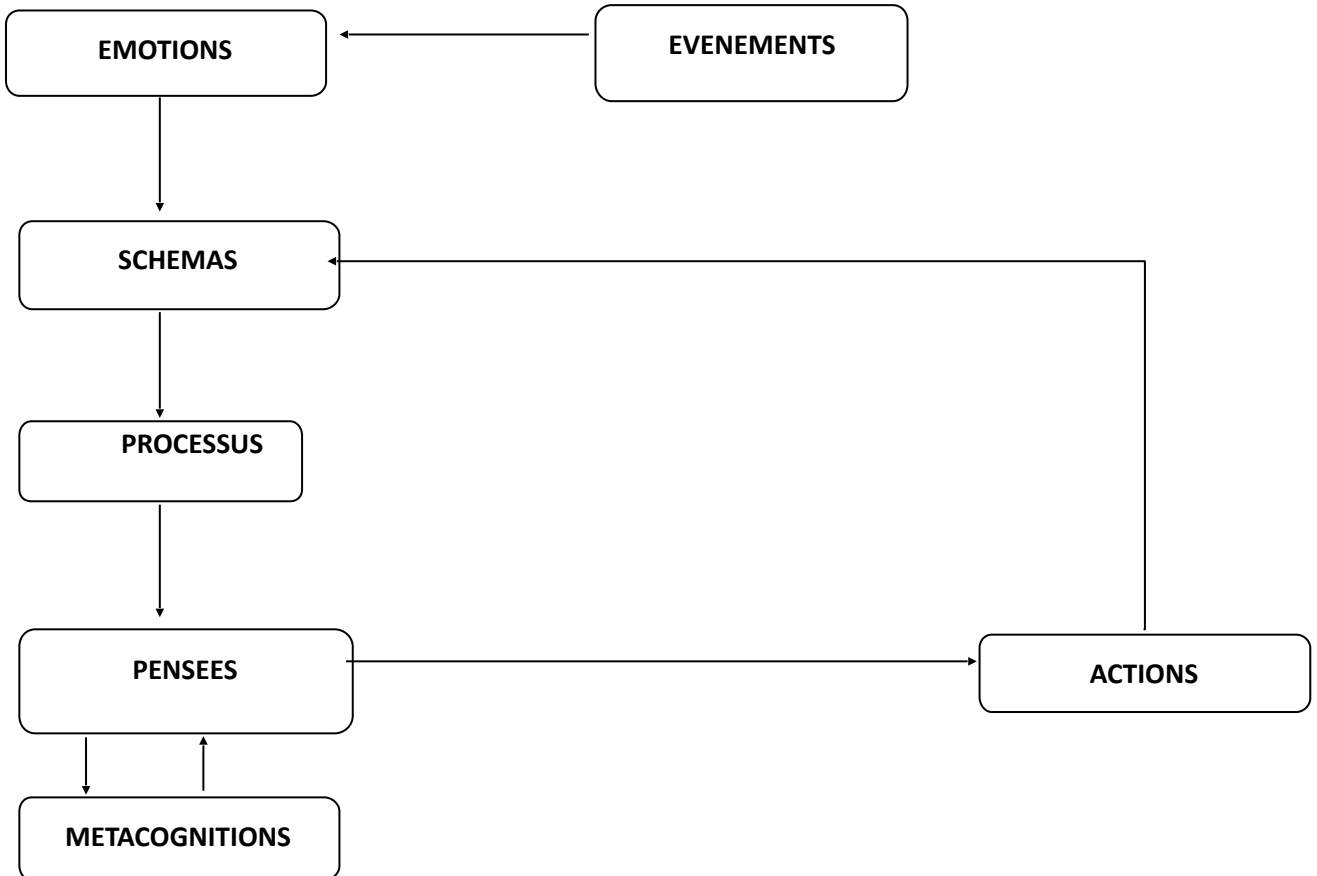 EMOTIONS
EVENEMENTS
SCHEMAS
PROCESSUS
PENSEES
ACTIONS
METACOGNITIONS